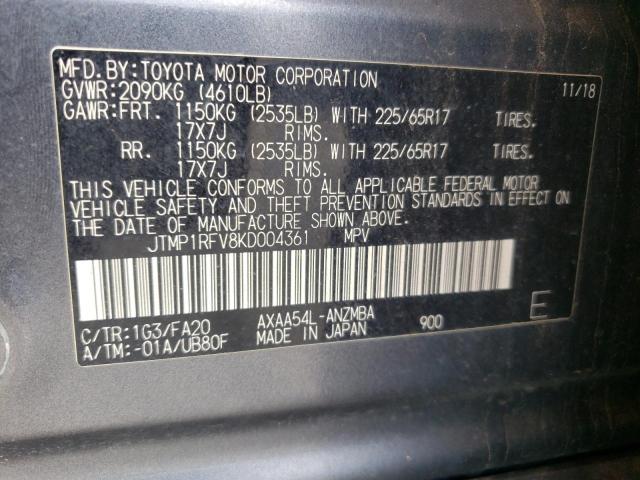 MFD.BY:TOYOTA MOTOR CORPORATION 11/18
GVWR:2090KG (4610LB)
GAWR:FRT. 1150KG (2535LB) WITH 225/65R17 TIRES.
17X7J RIMS.
RR. 1150KG (2535LB) WITH 225/65R17 TIRES.
17X7J RIMS.
THIS VEHICLE CONFORMS TO ALL APPLICABLE FEDERAL MOTOR
VEHICLE SAFETY AND THEFT PREVENTION STANDARDS IN EFFECT ON
THE DATE OF MANUFACTURE SHOWN ABOVE.
JTMP1RFV8KD004361 MPV
C/TR:1G3/FA20 AXAA54L-ANZMBA 900 E
A/TM:-01A/UB80F MADE IN JAPAN